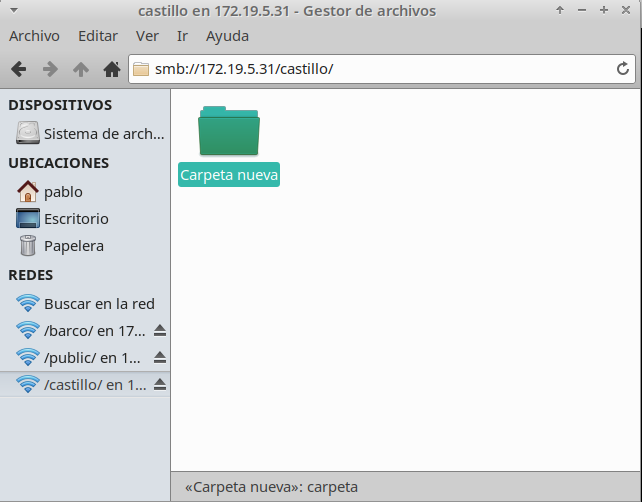 castillo en 172.19.5.31 - Gestor de archivos
Archivo Editar Ver Ir Ayuda
smb://172.19.5.31/castillo/
DISPOSITIVOS
Sistema de arch...
UBICACIONES
pablo
Escritorio
Papelera
REDES
Buscar en la red
/barco/ en 17...
/public/ en 1...
/castillo/ en 1...
Carpeta nueva
«Carpeta nueva»: carpeta